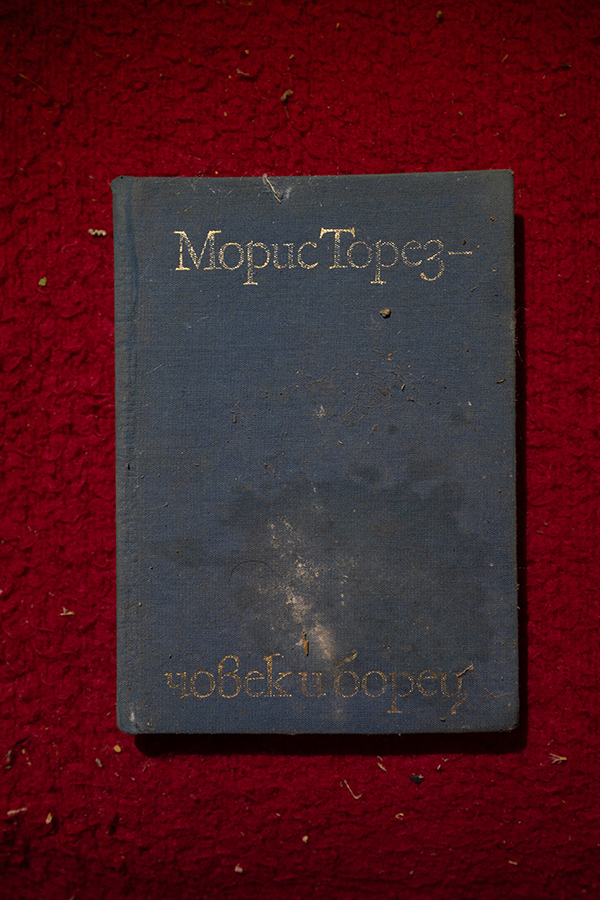 Морис Торез–
човек и борец